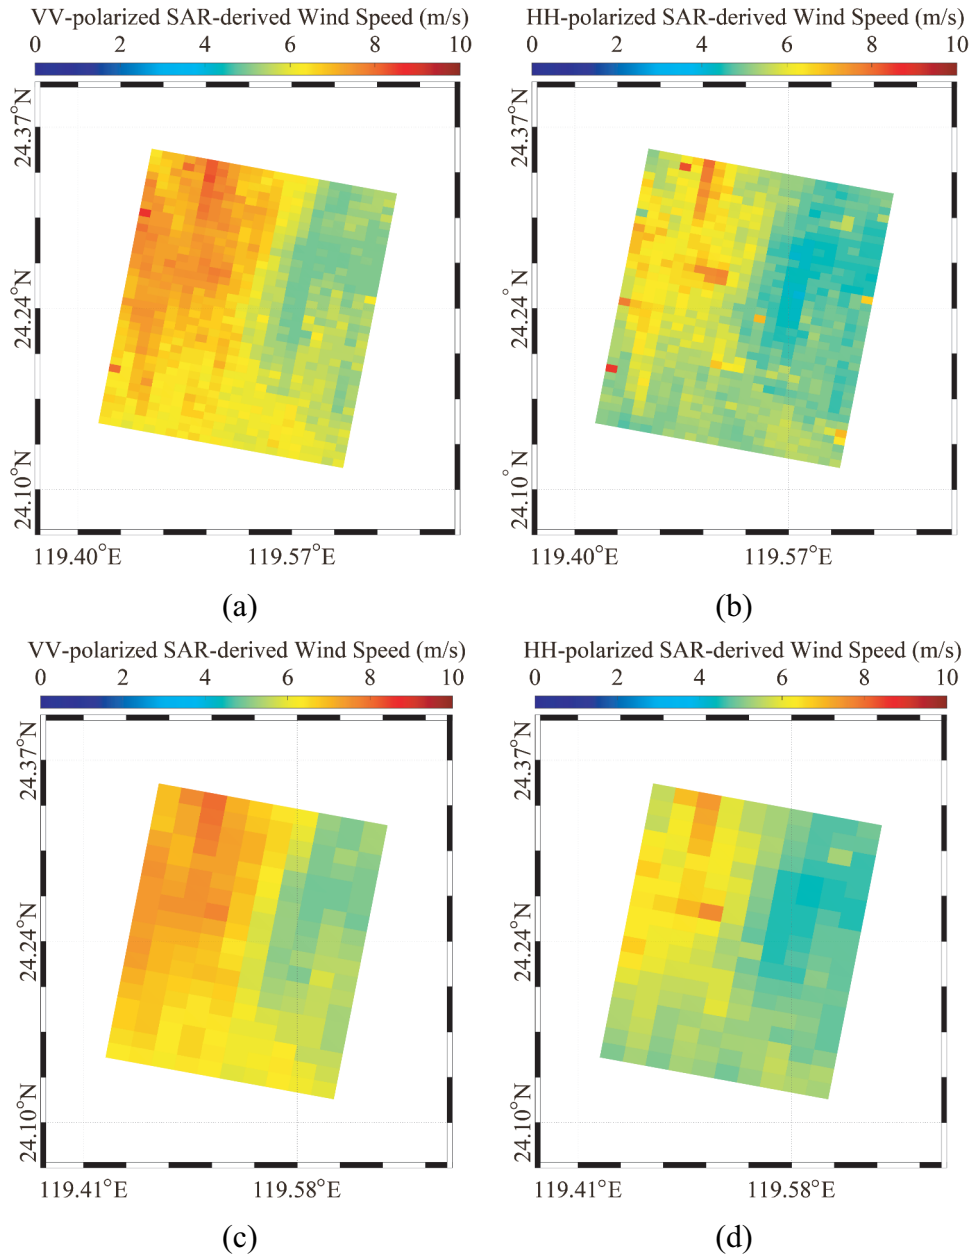 VV-polarized SAR-derived Wind Speed (m/s)
0 2 4 6 8 10
24.37°N
24.24°N
24.10°N
119.40°E 119.57°E
(a)
HH-polarized SAR-derived Wind Speed (m/s)
0 2 4 6 8 10
24.37°N
24.24°N
24.10°N
119.40°E 119.57°E
(b)
VV-polarized SAR-derived Wind Speed (m/s)
0 2 4 6 8 10
24.37°N
24.24°N
24.10°N
119.41°E 119.58°E
(c)
HH-polarized SAR-derived Wind Speed (m/s)
0 2 4 6 8 10
24.37°N
24.24°N
24.10°N
119.41°E 119.58°E
(d)